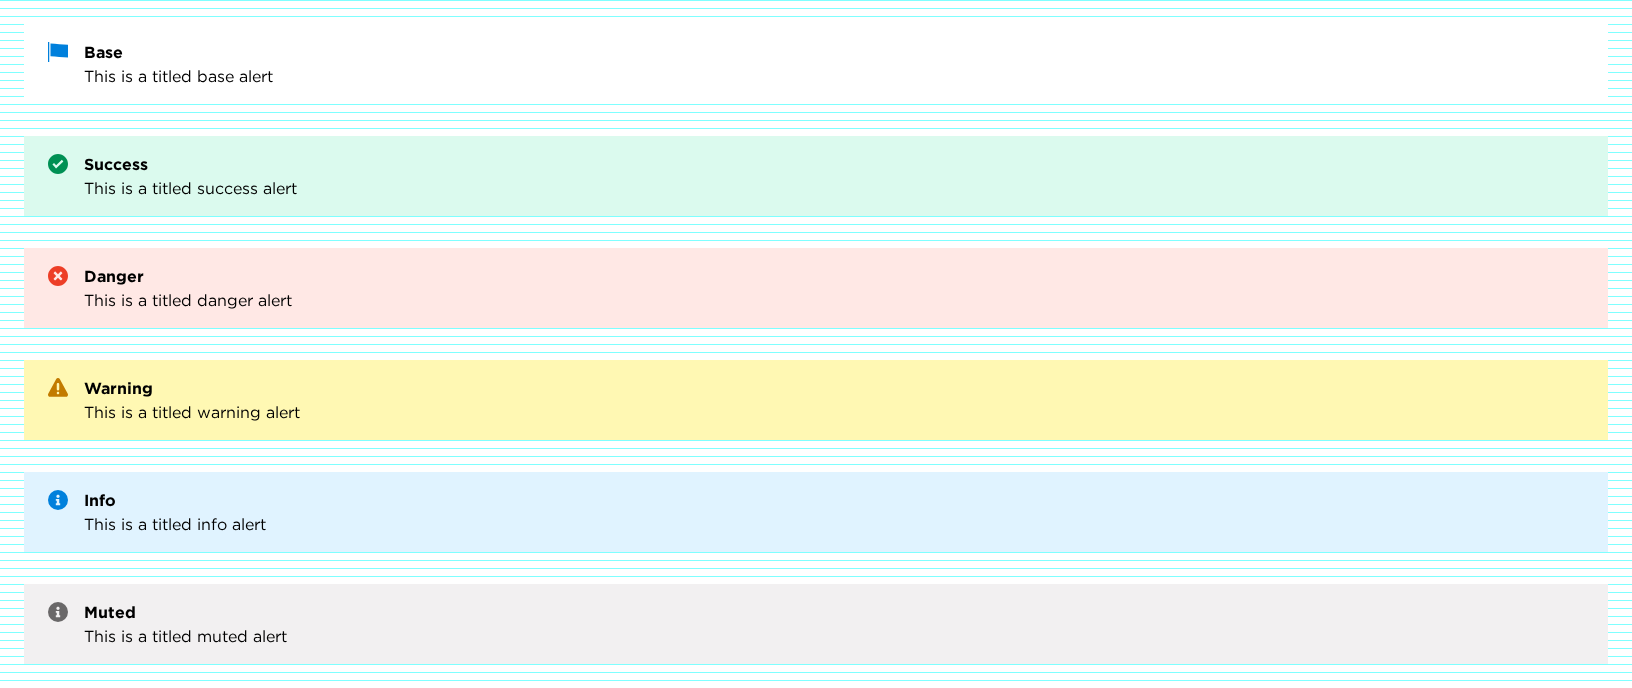 Base
This is a titled base alert
Success
This is a titled success alert
Danger
This is a titled danger alert
Warning
This is a titled warning alert
Info
This is a titled info alert
Muted
This is a titled muted alert